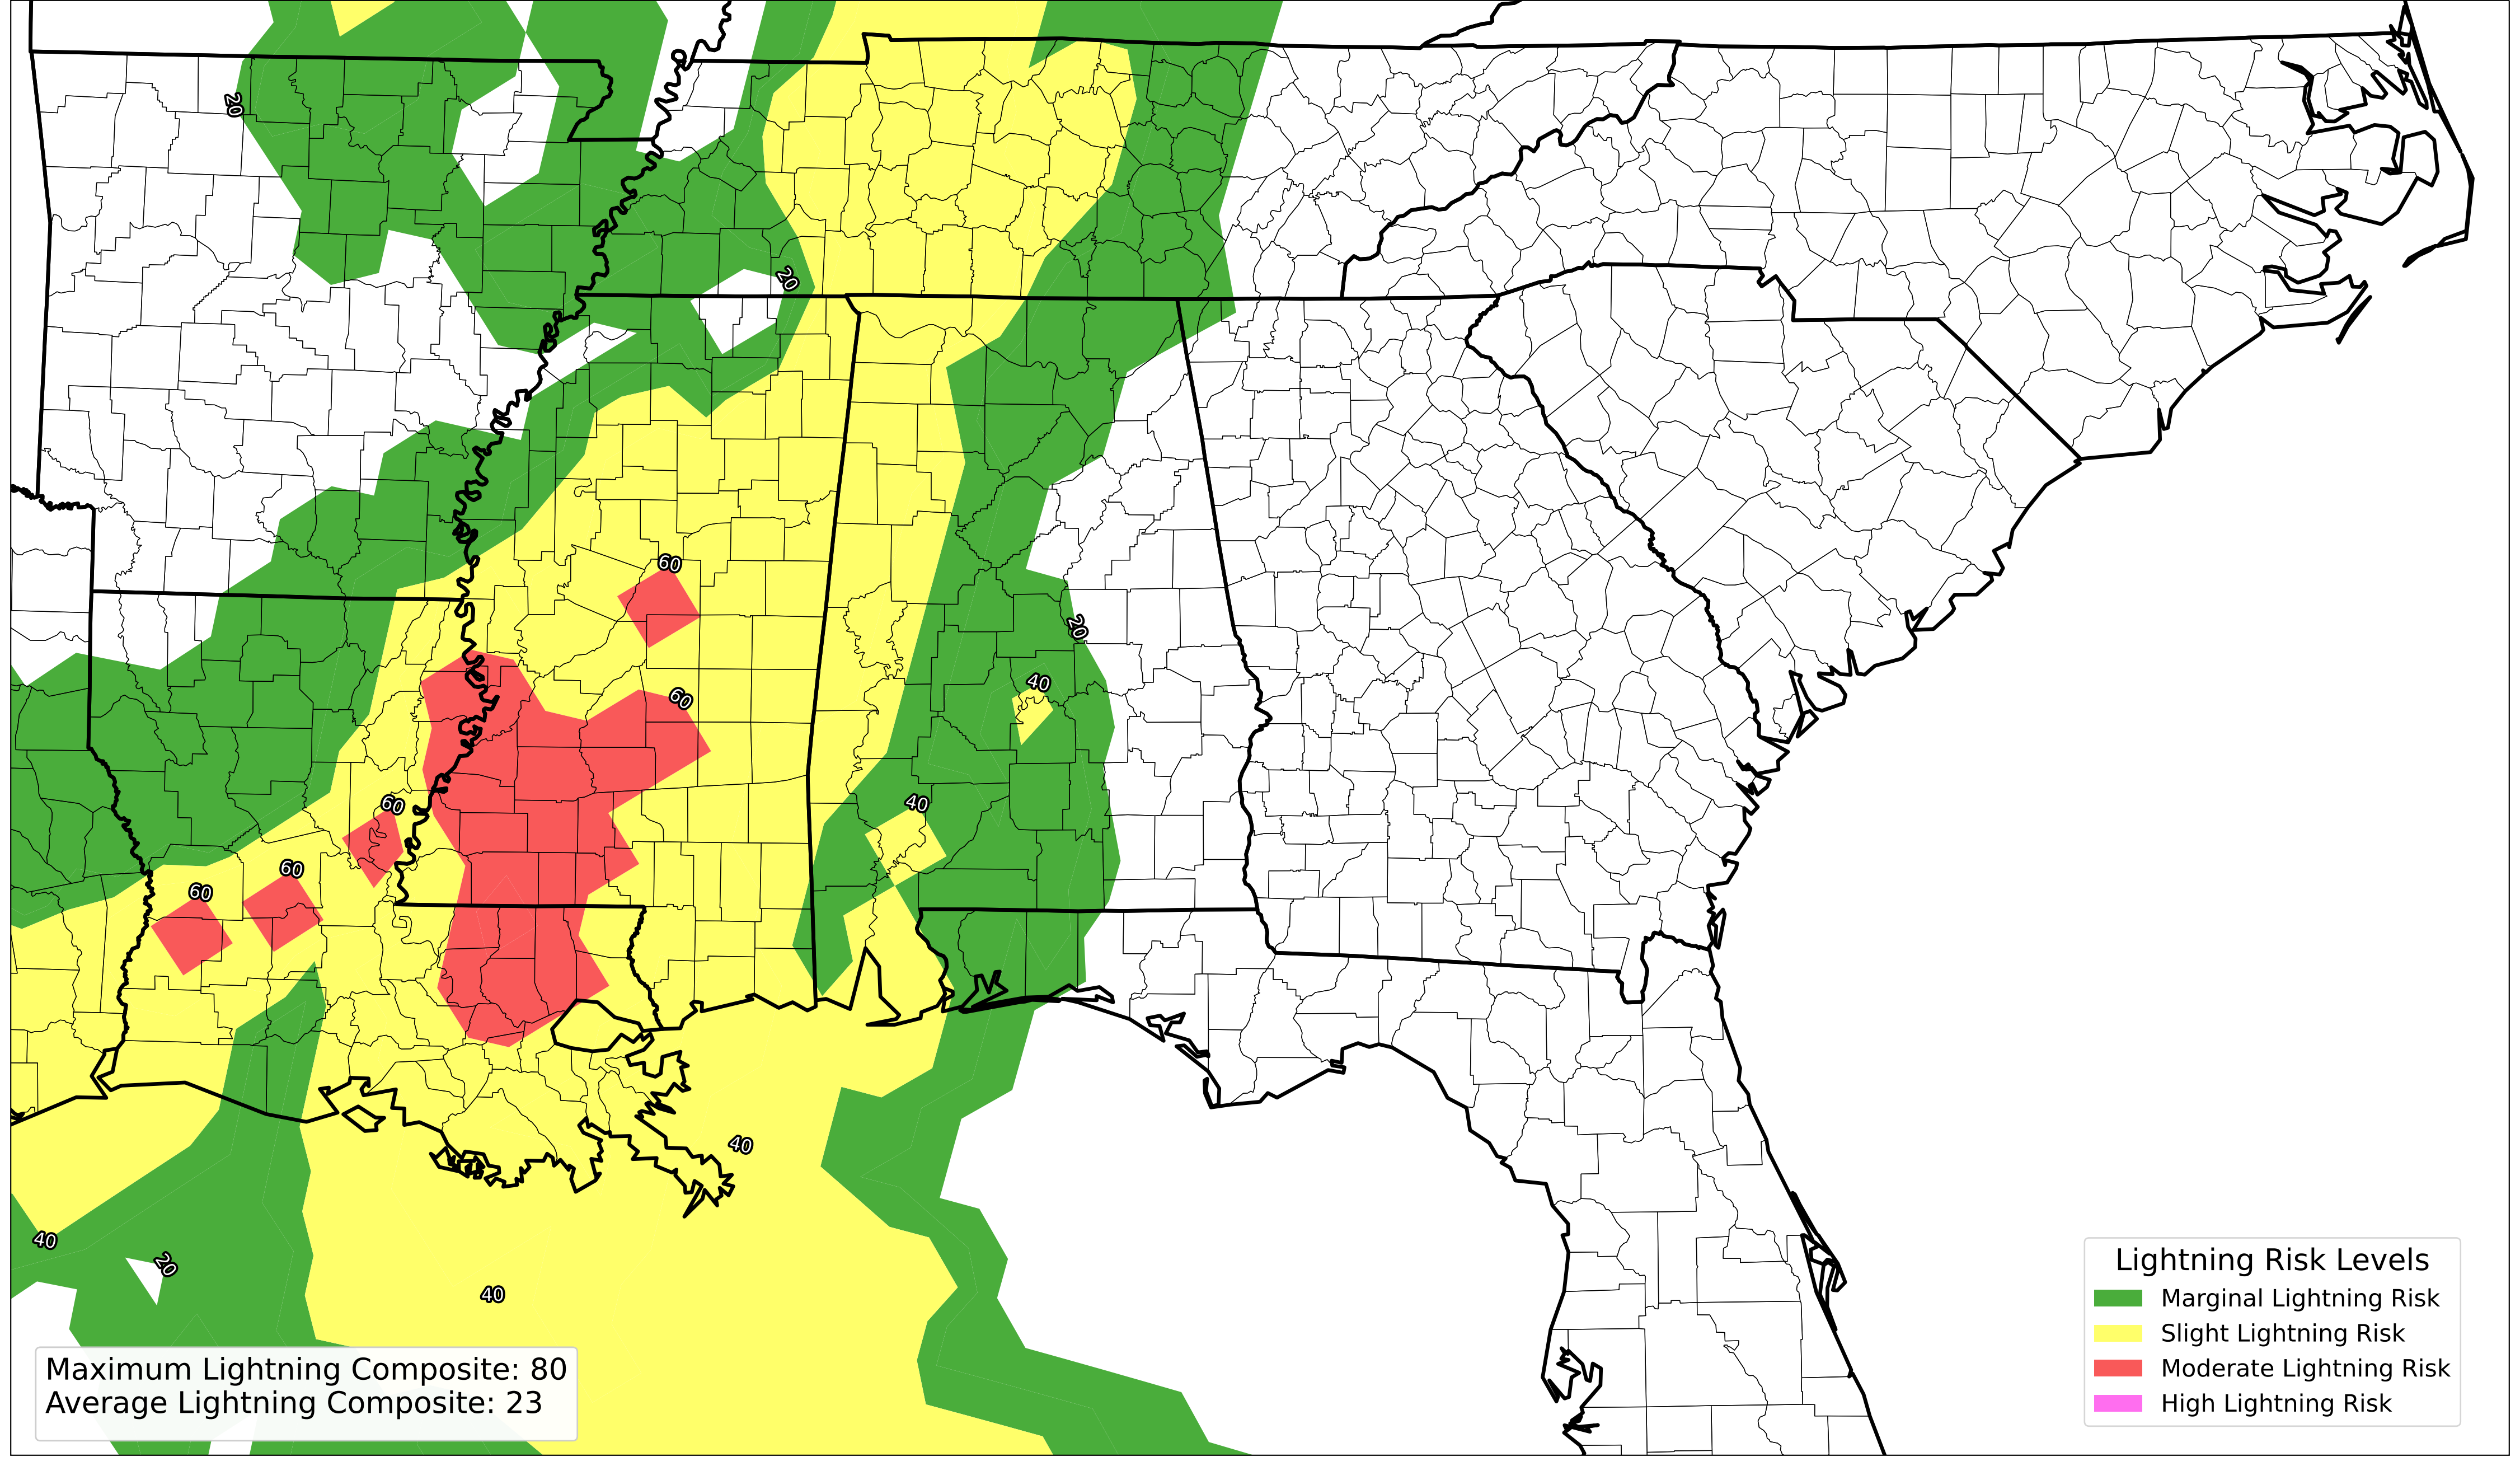 20
20
60
20
60
40
60
40
60
60
40
40
20
40
Maximum Lightning Composite: 80
Average Lightning Composite: 23
Lightning Risk Levels
Marginal Lightning Risk
Slight Lightning Risk
Moderate Lightning Risk
High Lightning Risk